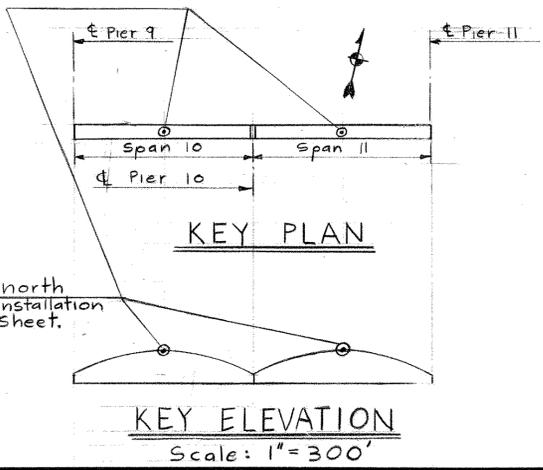 ℄ Pier 9
℄ Pier 11
Span 10
Span 11
℄ Pier 10
KEY PLAN
north
nstallation
sheet.
KEY ELEVATION
Scale: 1"=300'